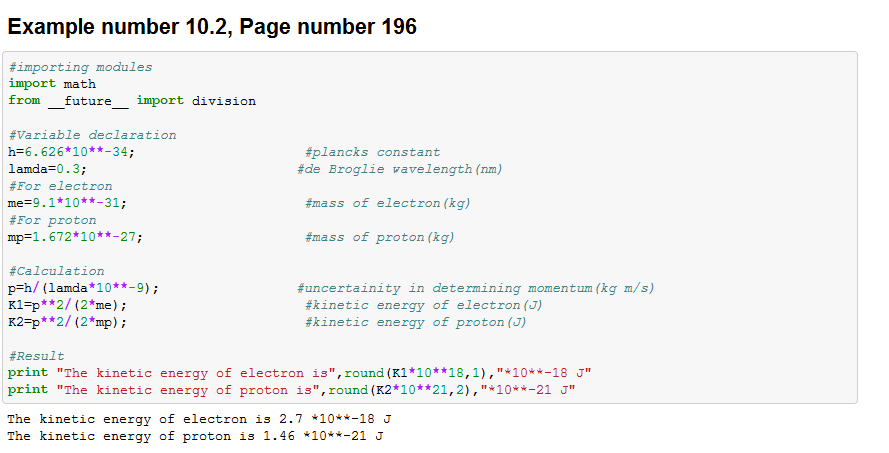 Example number 10.2, Page number 196
#importing modules
import math
from __future__ import division
#Variable declaration
h=6.626*10**-34; #plancks constant
lamda=0.3; #de Broglie wavelength(nm)
#For electron
me=9.1*10**-31; #mass of electron(kg)
#For proton
mp=1.672*10**-27; #mass of proton(kg)
#Calculation
p=h/(lamda*10**-9); #uncertainity in determining momentum(kg m/s)
K1=p**2/(2*me); #kinetic energy of electron(J)
K2=p**2/(2*mp); #kinetic energy of proton(J)
#Result
print "The kinetic energy of electron is",round(K1*10**18,1),"*10**-18 J"
print "The kinetic energy of proton is",round(K2*10**21,2),"*10**-21 J"
The kinetic energy of electron is 2.7 *10**-18 J
The kinetic energy of proton is 1.46 *10**-21 J